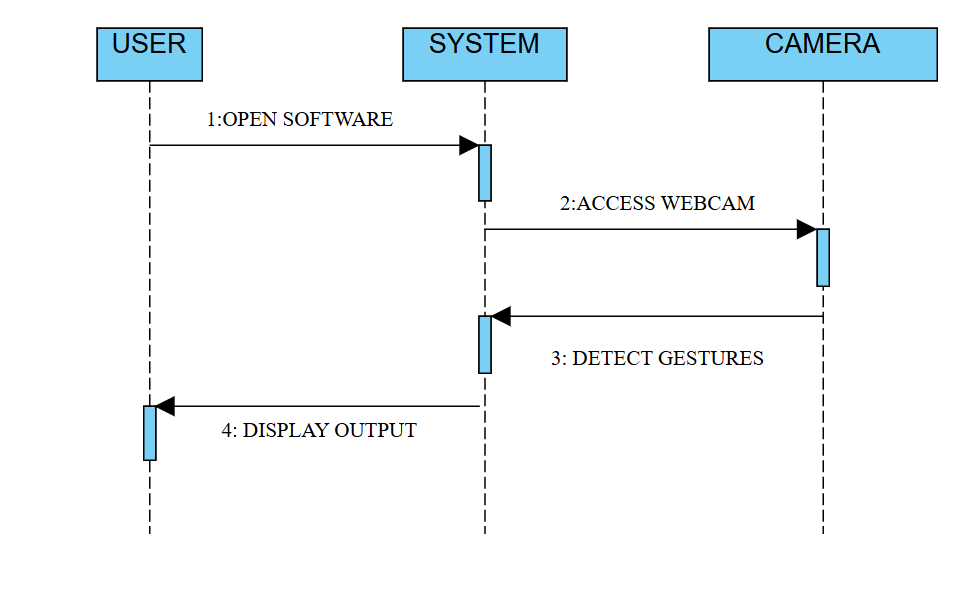 USER
SYSTEM
CAMERA
1:OPEN SOFTWARE
2:ACCESS WEBCAM
3: DETECT GESTURES
4: DISPLAY OUTPUT